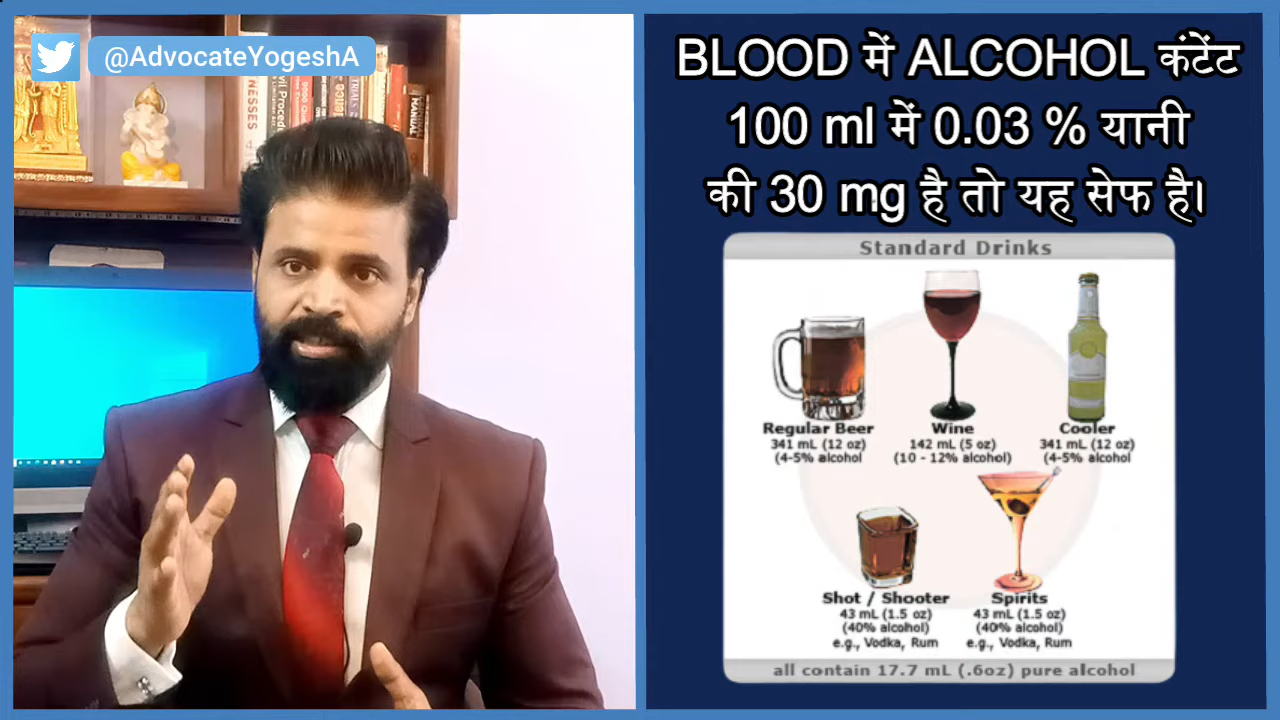 @AdvocateYogeshA
NESSES
MANUAL
BLOOD में ALCOHOL कंटेंट
100 ml में 0.03 % यानी
की 30 mg है तो यह सेफ है।
Standard Drinks
Regular Beer
341 mL (12 oz)
(4-5% alcohol
Wine
142 mL (5 oz)
(10 - 12% alcohol)
Cooler
341 mL (12 oz)
(4-5% alcohol
Shot / Shooter
43 mL (1.5 oz)
(40% alcohol)
e.g., Vodka, Rum
Spirits
43 mL (1.5 oz)
(40% alcohol)
e.g., Vodka, Rum
all contain 17.7 mL (.6oz) pure alcohol